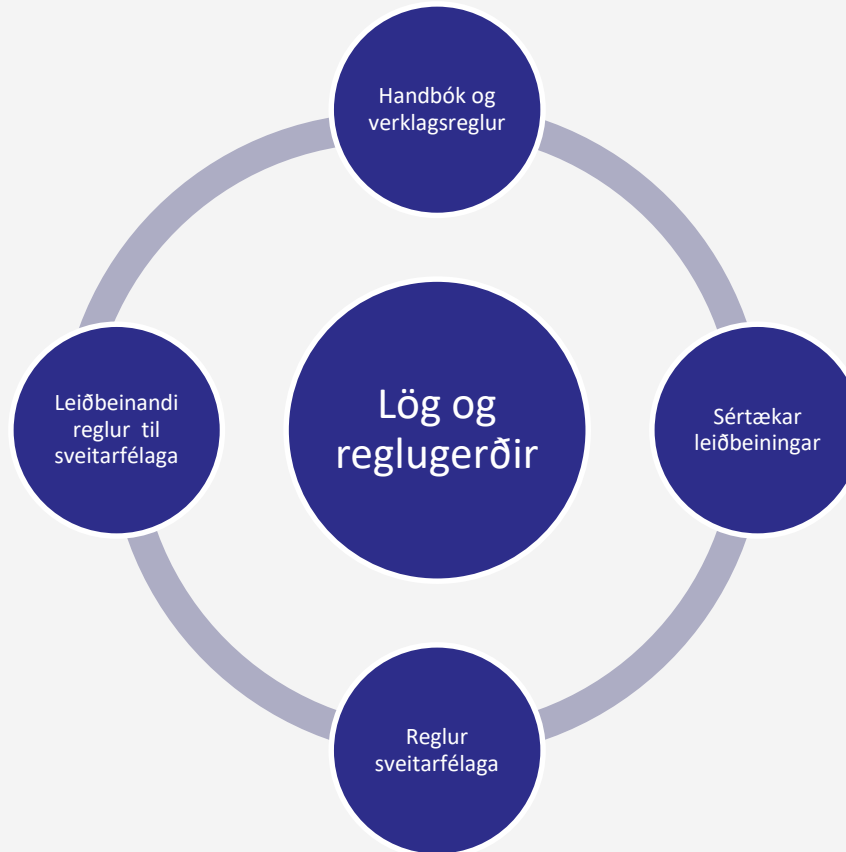 Handbók og
verklagsreglur
Leiðbeinandi
reglur til
sveitarfélaga
Lög og
reglugerðir
Sértækar
leiðbeiningar
Reglur
sveitarfélaga